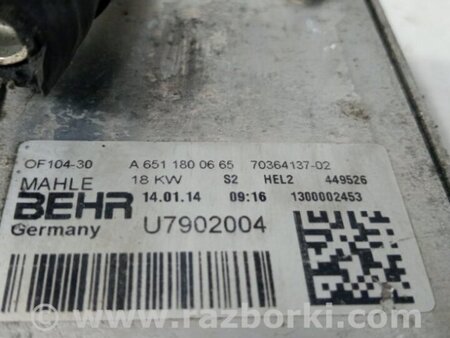 OF104-30 A 651 180 06 65 70364137-02
MAHLE 18 KW S2 HEL2 449526
BEHR 14.01.14 09:16 1300002453
Germany U7902004
© www.razborki.com